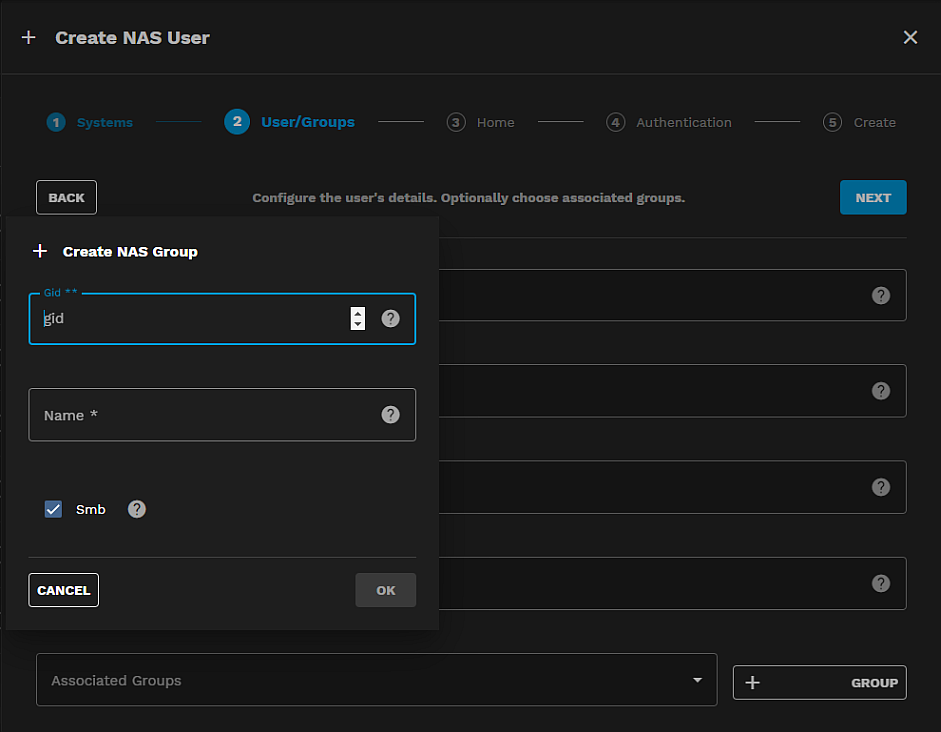 Create NAS User
1 Systems 2 User/Groups 3 Home 4 Authentication 5 Create
BACK Configure the user's details. Optionally choose associated groups. NEXT
Create NAS Group
Gid **
gid
Name *
Smb
CANCEL OK
Associated Groups GROUP